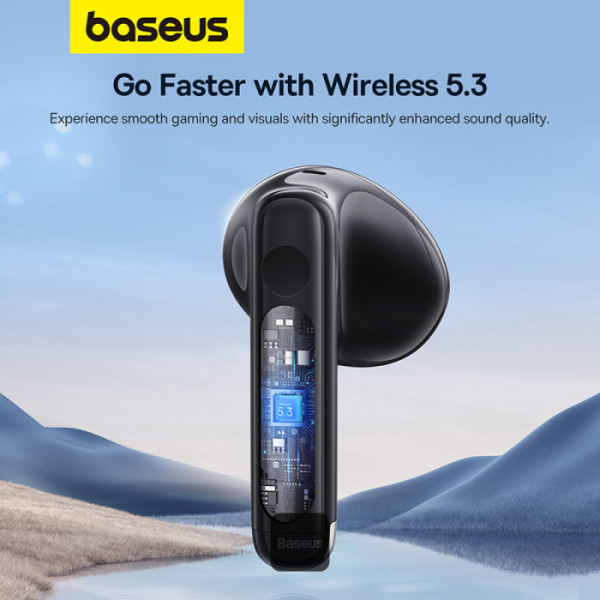 baseus
Go Faster with Wireless 5.3
Experience smooth gaming and visuals with significantly enhanced sound quality.
5.3
Baseus